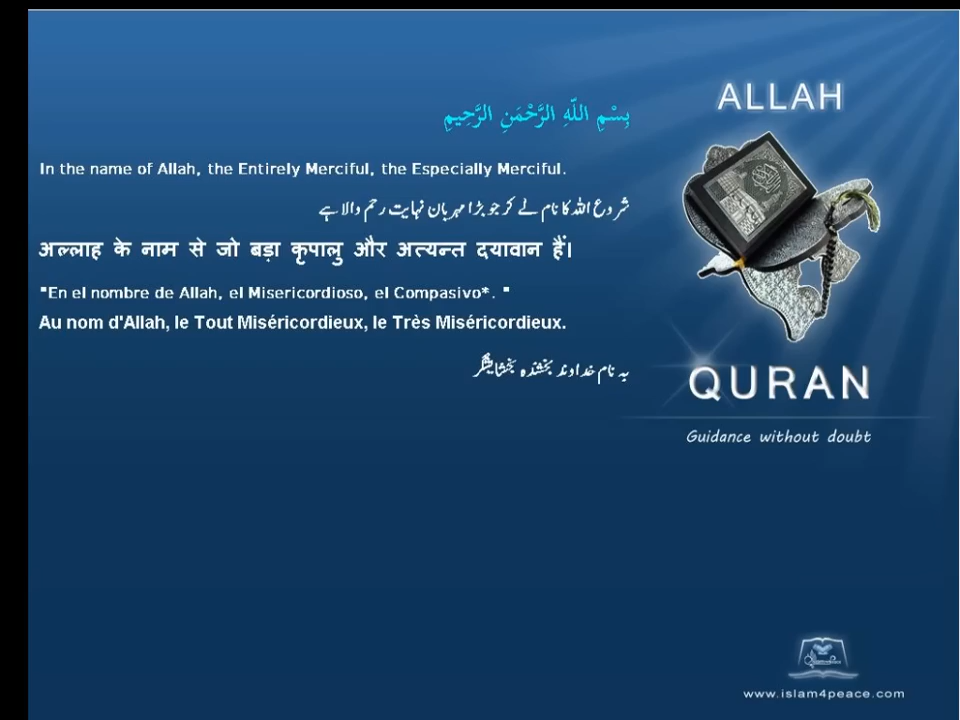 بِسْمِ اللَّهِ الرَّحْمَنِ الرَّحِيمِ
In the name of Allah, the Entirely Merciful, the Especially Merciful.
شروع الله کا نام لے کر جو بڑا مہربان نہایت رحم والا ہے
अल्लाह के नाम से जो बड़ा कृपालु और अत्यन्त दयावान हैं।
"En el nombre de Allah, el Misericordioso, el Compasivo*. "
Au nom d'Allah, le Tout Miséricordieux, le Très Miséricordieux.
به نام خداوند بخشنده بخشایشگر
ALLAH
QURAN
Guidance without doubt
www.islam4peace.com